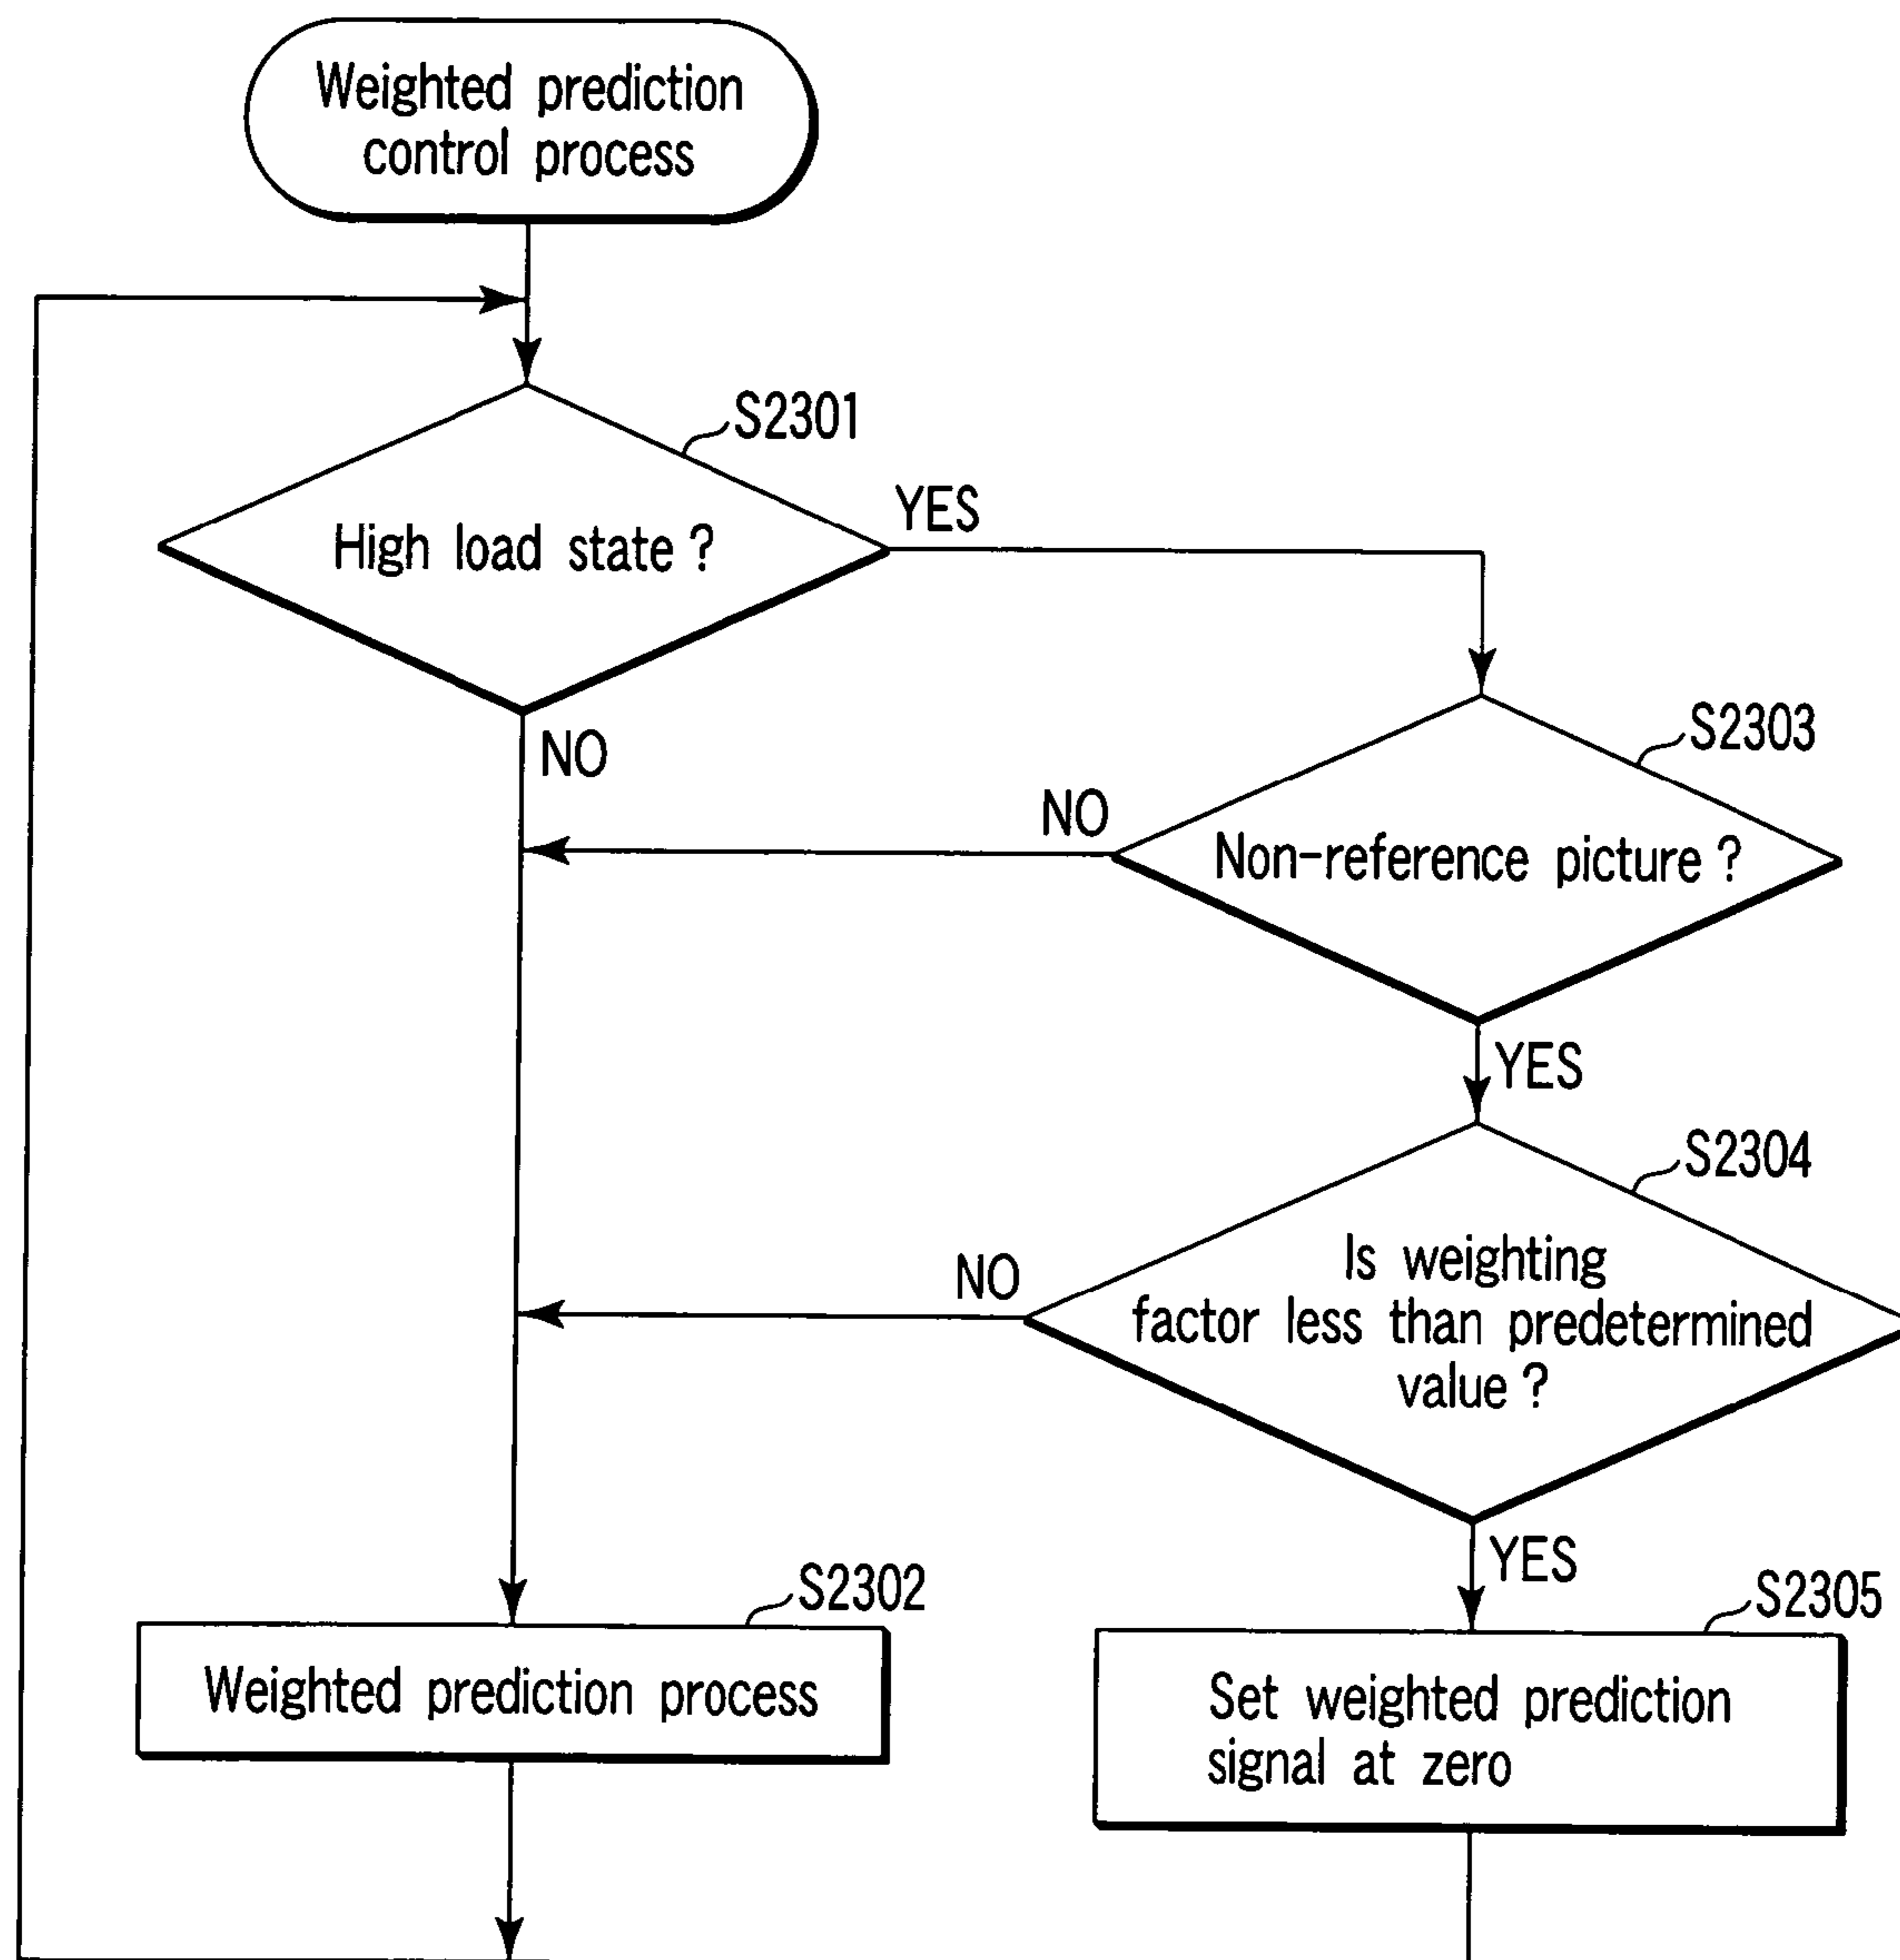 Weighted prediction
control process
S2301
High load state ?
YES
NO
S2303
NO
Non-reference picture ?
YES
S2304
NO
Is weighting
factor less than predetermined
value ?
YES
S2302
Weighted prediction process
S2305
Set weighted prediction
signal at zero